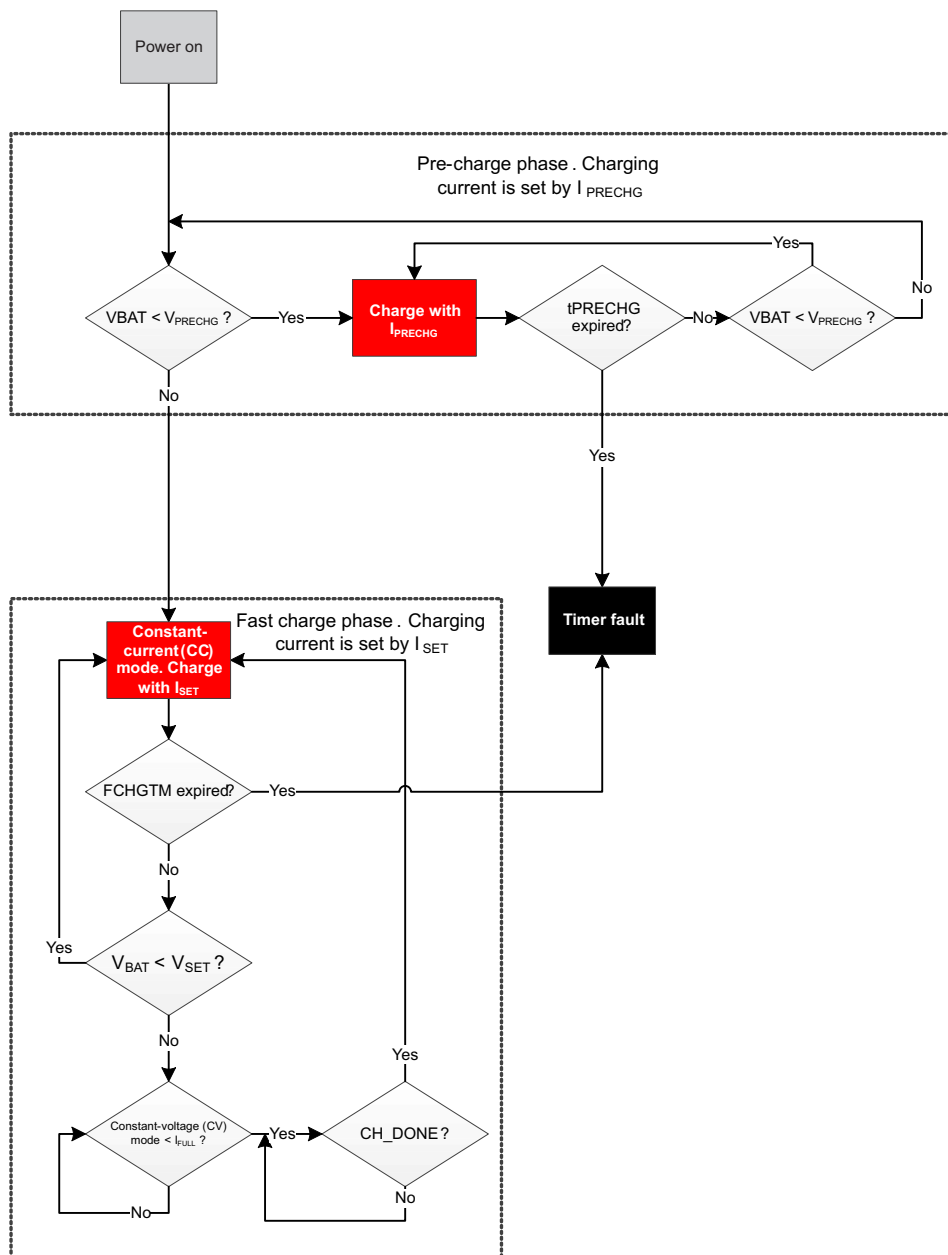 Power on
Pre-charge phase. Charging
current is set by I PRECHG
Yes
No
VBAT < VPRECHG ?
Yes
Charge with
IPRECHG
tPRECHG
expired?
No
VBAT < VPRECHG ?
No
Yes
Timer fault
Fast charge phase. Charging
current is set by I SET
Constant-
current (CC)
mode. Charge
with ISET
FCHGTM expired?
Yes
No
Yes
VBAT < VSET ?
No
Yes
Constant-voltage (CV)
mode < IFULL ?
Yes
CH_DONE ?
No
No